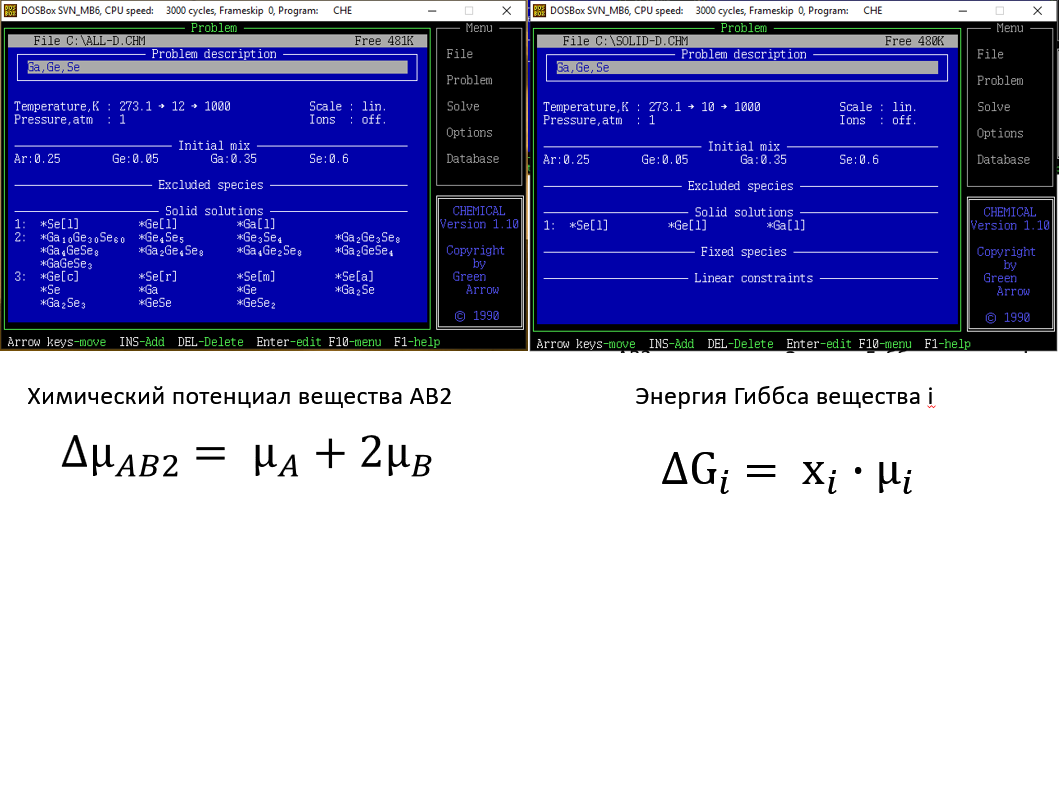 DOSBox SVN_MB6, CPU speed: 3000 cycles, Frameskip 0, Program: CHE
Problem
File C:\ALL-D.CHM Free 481K
Problem description
Ga,Ge,Se
Temperature,K : 273.1 → 12 → 1000 Scale : lin.
Pressure,atm : 1 Ions : off.
Initial mix
Ar:0.25 Ge:0.05 Ga:0.35 Se:0.6
Excluded species
Solid solutions
1: *Se[l] *Ge[l] *Ga[l]
2: *Ga₁₀Ge₃₀Se₆₀ *Ge₄Se₅ *Ge₃Se₄ *Ga₂Ge₃Se₈
*Ga₄GeSe₈ *Ga₂Ge₄Se₈ *Ga₄Ge₂Se₈ *Ga₂GeSe₄
*GaGeSe₃
3: *Ge[c] *Se[r] *Se[m] *Se[a]
*Se *Ga *Ge *Ga₂Se
*Ga₂Se₃ *GeSe *GeSe₂
Menu
File
Problem
Solve
Options
Database
CHEMICAL
Version 1.10
Copyright
by
Green
Arrow
© 1990
Arrow keys-move INS-Add DEL-Delete Enter-edit F10-menu F1-help
DOSBox SVN_MB6, CPU speed: 3000 cycles, Frameskip 0, Program: CHE
Problem
File C:\SOLID-D.CHM Free 480K
Problem description
Ga,Ge,Se
Temperature,K : 273.1 → 10 → 1000 Scale : lin.
Pressure,atm : 1 Ions : off.
Initial mix
Ar:0.25 Ge:0.05 Ga:0.35 Se:0.6
Excluded species
Solid solutions
1: *Se[l] *Ge[l] *Ga[l]
Fixed species
Linear constraints
Menu
File
Problem
Solve
Options
Database
CHEMICAL
Version 1.10
Copyright
by
Green
Arrow
© 1990
Arrow keys-move INS-Add DEL-Delete Enter-edit F10-menu F1-help
Химический потенциал вещества AB2
Δμ_AB2 = μ_A + 2μ_B
Энергия Гиббса вещества i
ΔG_i = x_i · μ_i